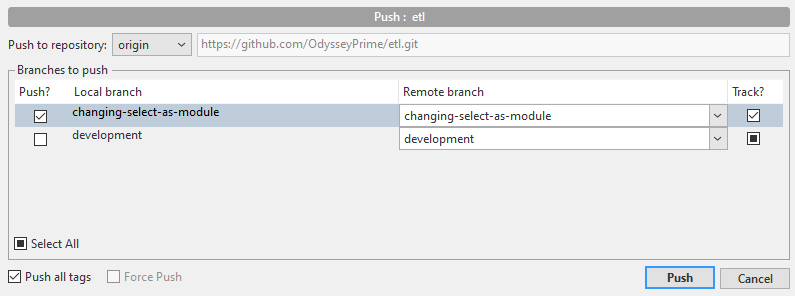 Push : etl
Push to repository: origin https://github.com/OdysseyPrime/etl.git
Branches to push
Push? Local branch Remote branch Track?
changing-select-as-module changing-select-as-module
development development
Select All
Push all tags Force Push Push Cancel